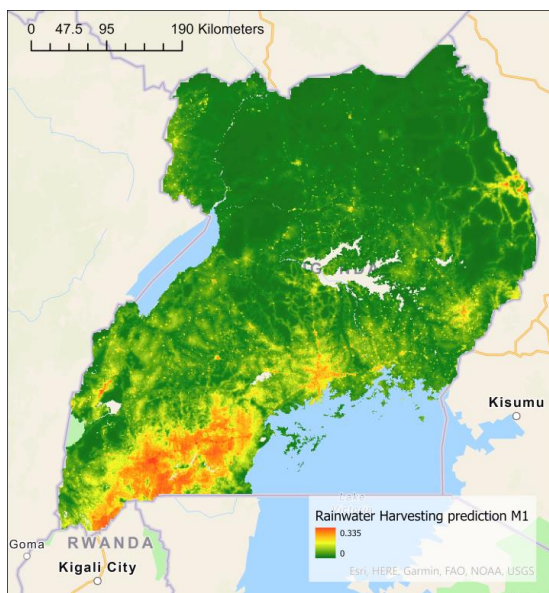 0 47.5 95 190 Kilometers
Kisumu
Lake
Rainwater Harvesting prediction M1
0.335
0
Goma
RWANDA
Kigali City
Esri, HERE, Garmin, FAO, NOAA, USGS